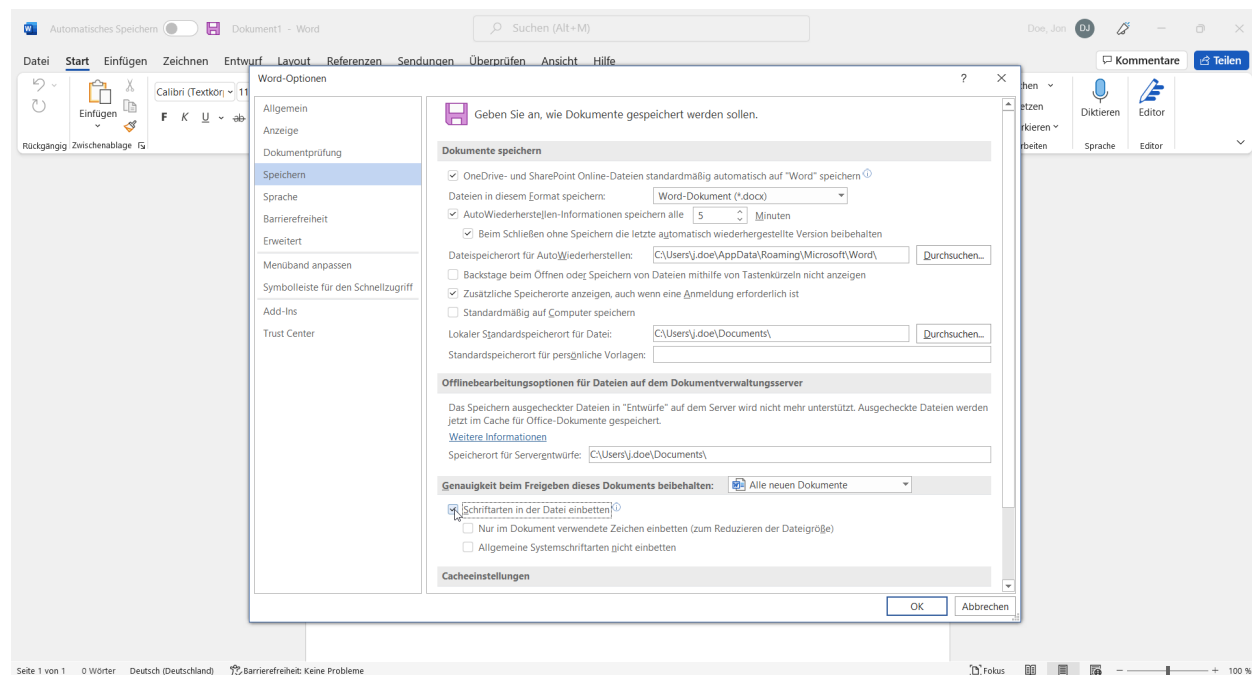 Automatisches Speichern Dokument1 - Word Suchen (Alt+M) Doe, Jon DJ
Datei Start Einfügen Zeichnen Entwurf Layout Referenzen Sendungen Überprüfen Ansicht Hilfe Kommentare Teilen
Einfügen
Calibri (Textkör 11
F K U ab
Rückgängig Zwischenablage
Diktieren Editor
Sprache Editor
Word-Optionen ?
Allgemein
Anzeige
Dokumentprüfung
Speichern
Sprache
Barrierefreiheit
Erweitert
Menüband anpassen
Symbolleiste für den Schnellzugriff
Add-Ins
Trust Center
Geben Sie an, wie Dokumente gespeichert werden sollen.
Dokumente speichern
OneDrive- und SharePoint Online-Dateien standardmäßig automatisch auf "Word" speichern
Dateien in diesem Format speichern: Word-Dokument (*.docx)
AutoWiederherstellen-Informationen speichern alle 5 Minuten
Beim Schließen ohne Speichern die letzte automatisch wiederhergestellte Version beibehalten
Dateispeicherort für AutoWiederherstellen: C:\Users\j.doe\AppData\Roaming\Microsoft\Word\ Durchsuchen...
Backstage beim Öffnen oder Speichern von Dateien mithilfe von Tastenkürzeln nicht anzeigen
Zusätzliche Speicherorte anzeigen, auch wenn eine Anmeldung erforderlich ist
Standardmäßig auf Computer speichern
Lokaler Standardspeicherort für Datei: C:\Users\j.doe\Documents\ Durchsuchen...
Standardspeicherort für persönliche Vorlagen:
Offlinebearbeitungsoptionen für Dateien auf dem Dokumentverwaltungsserver
Das Speichern ausgecheckter Dateien in "Entwürfe" auf dem Server wird nicht mehr unterstützt. Ausgecheckte Dateien werden
jetzt im Cache für Office-Dokumente gespeichert.
Weitere Informationen
Speicherort für Serverentwürfe: C:\Users\j.doe\Documents\
Genauigkeit beim Freigeben dieses Dokuments beibehalten: Alle neuen Dokumente
Schriftarten in der Datei einbetten
Nur im Dokument verwendete Zeichen einbetten (zum Reduzieren der Dateigröße)
Allgemeine Systemschriftarten nicht einbetten
Cacheeinstellungen
OK Abbrechen
Seite 1 von 1 0 Wörter Deutsch (Deutschland) Barrierefreiheit: Keine Probleme Fokus 100 %